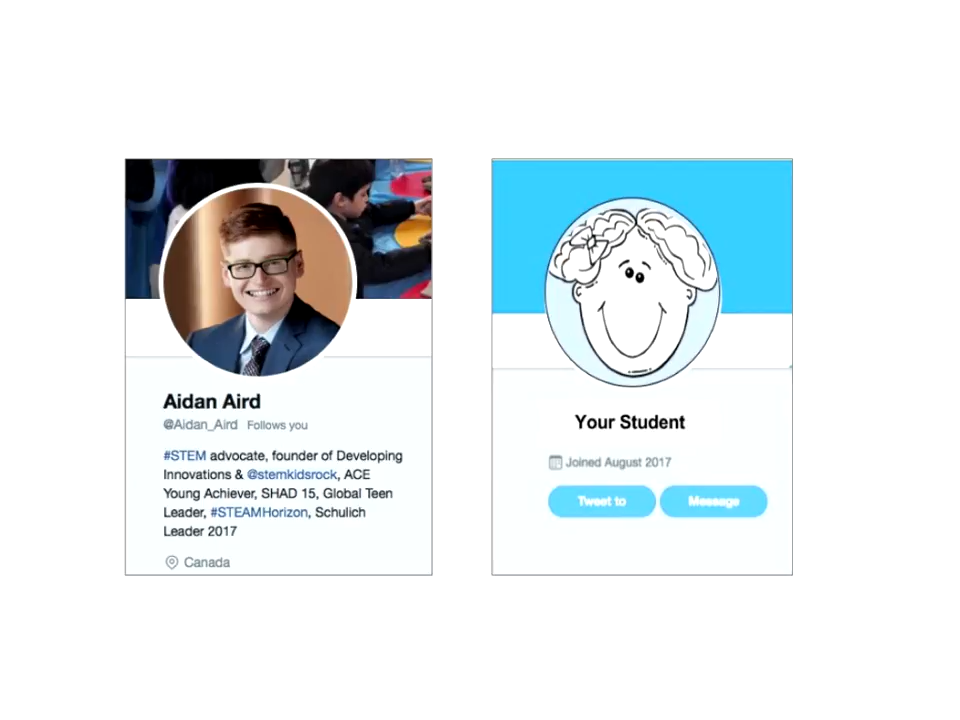 Aidan Aird
@Aidan_Aird Follows you
#STEM advocate, founder of Developing
Innovations & @stemkidsrock, ACE
Young Achiever, SHAD 15, Global Teen
Leader, #STEAMHorizon, Schulich
Leader 2017
Canada
Your Student
Joined August 2017
Tweet to
Message